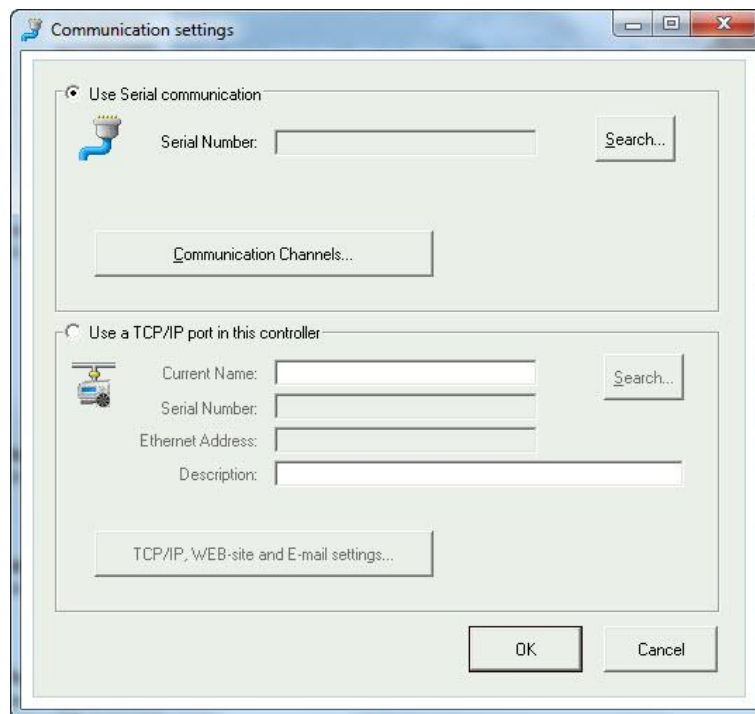 Communication settings
Use Serial communication
Serial Number:
Search...
Communication Channels...
Use a TCP/IP port in this controller
Current Name:
Search...
Serial Number:
Ethernet Address:
Description:
TCP/IP, WEB-site and E-mail settings...
OK
Cancel